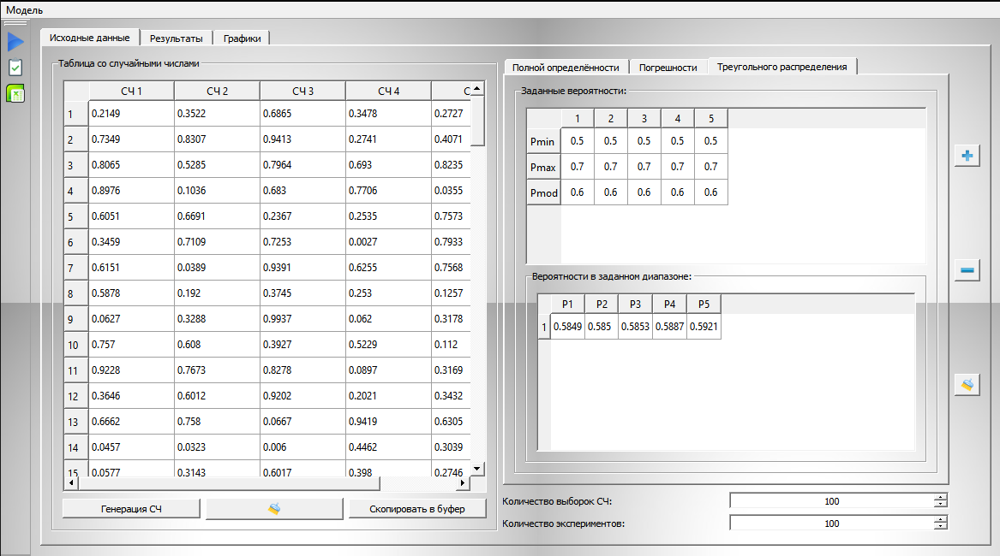 Модель
Исходные данные Результаты Графики
Таблица со случайными числами
СЧ 1 СЧ 2 СЧ 3 СЧ 4 С
1 0.2149 0.3522 0.6865 0.3478 0.2727
2 0.7349 0.8307 0.9413 0.2741 0.4071
3 0.8065 0.5285 0.7964 0.693 0.8235
4 0.8976 0.1036 0.683 0.7706 0.0355
5 0.6051 0.6691 0.2367 0.2535 0.7573
6 0.3459 0.7109 0.7253 0.0027 0.7933
7 0.6151 0.0389 0.9391 0.6255 0.7568
8 0.5878 0.192 0.3745 0.253 0.1257
9 0.0627 0.3288 0.9937 0.062 0.3178
10 0.757 0.608 0.3927 0.5229 0.112
11 0.9228 0.7673 0.8278 0.0897 0.3169
12 0.3646 0.6012 0.9202 0.2021 0.3432
13 0.6662 0.758 0.0667 0.9419 0.6305
14 0.0457 0.0323 0.006 0.4462 0.3039
15 0.0577 0.3143 0.6017 0.398 0.2746
Генерация СЧ Скопировать в буфер
Полной определённости Погрешности Треугольного распределения
Заданные вероятности:
1 2 3 4 5
Pmin 0.5 0.5 0.5 0.5 0.5
Pmax 0.7 0.7 0.7 0.7 0.7
Pmod 0.6 0.6 0.6 0.6 0.6
Вероятности в заданном диапазоне:
P1 P2 P3 P4 P5
1 0.5849 0.585 0.5853 0.5887 0.5921
Количество выборок СЧ: 100
Количество экспериментов: 100